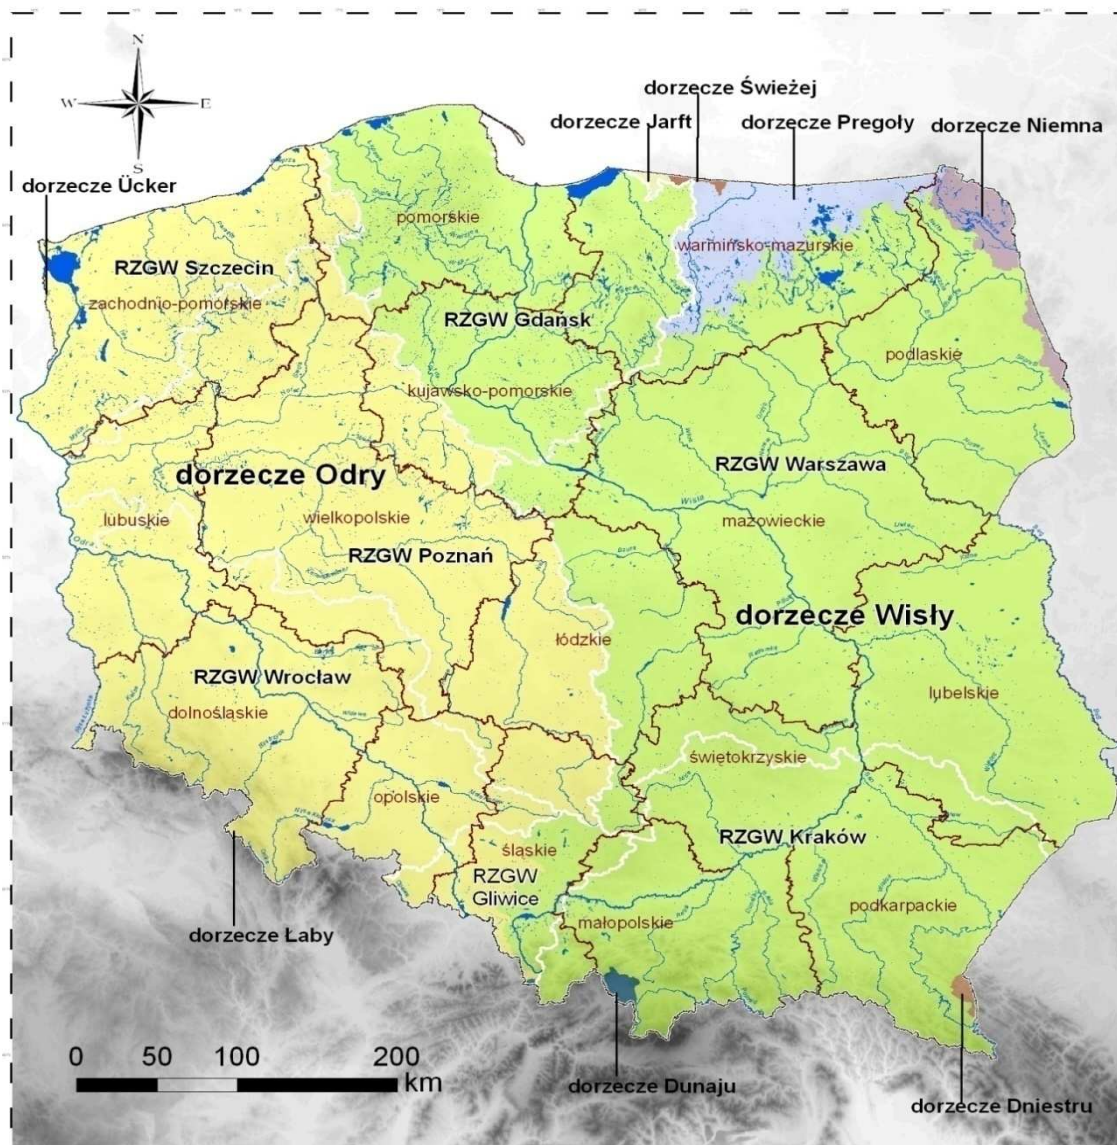 N
W
E
S
dorzecze Świeżej
dorzecze Jarft
dorzecze Pregoły
dorzecze Niemna
dorzecze Ücker
pomorskie
warmińsko-mazurskie
RZGW Szczecin
zachodnio-pomorskie
RZGW Gdańsk
podlaskie
kujawsko-pomorskie
dorzecze Odry
RZGW Warszawa
Wisła
lubuskie
wielkopolskie
mazowieckie
Odra
RZGW Poznań
Bzura
dorzecze Wisły
łódzkie
RZGW Wrocław
lubelskie
dolnośląskie
świętokrzyskie
opolskie
RZGW Kraków
śląskie
RZGW
Gliwice
podkarpackie
małopolskie
dorzecze Łaby
0 50 100 200
km
dorzecze Dunaju
dorzecze Dniestru